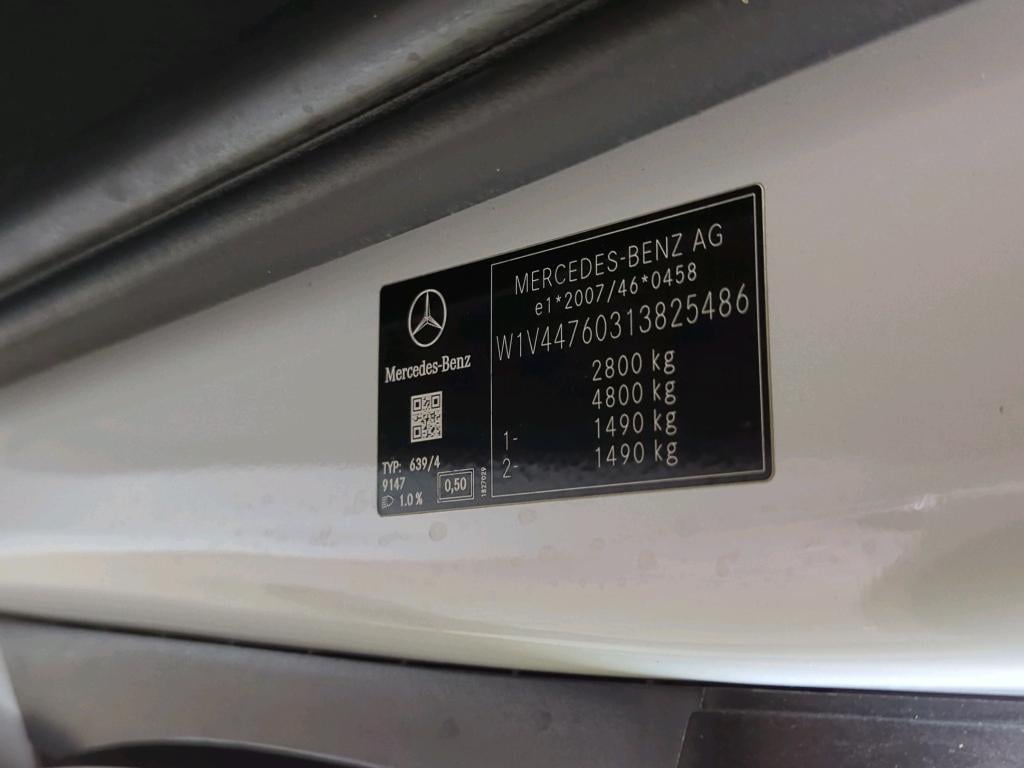 Mercedes-Benz
TYP: 639/4
9147
1.0 %
0,50
1827029
MERCEDES-BENZ AG
e1*2007/46*0458
W1V44760313825486
2800 kg
4800 kg
1- 1490 kg
2- 1490 kg